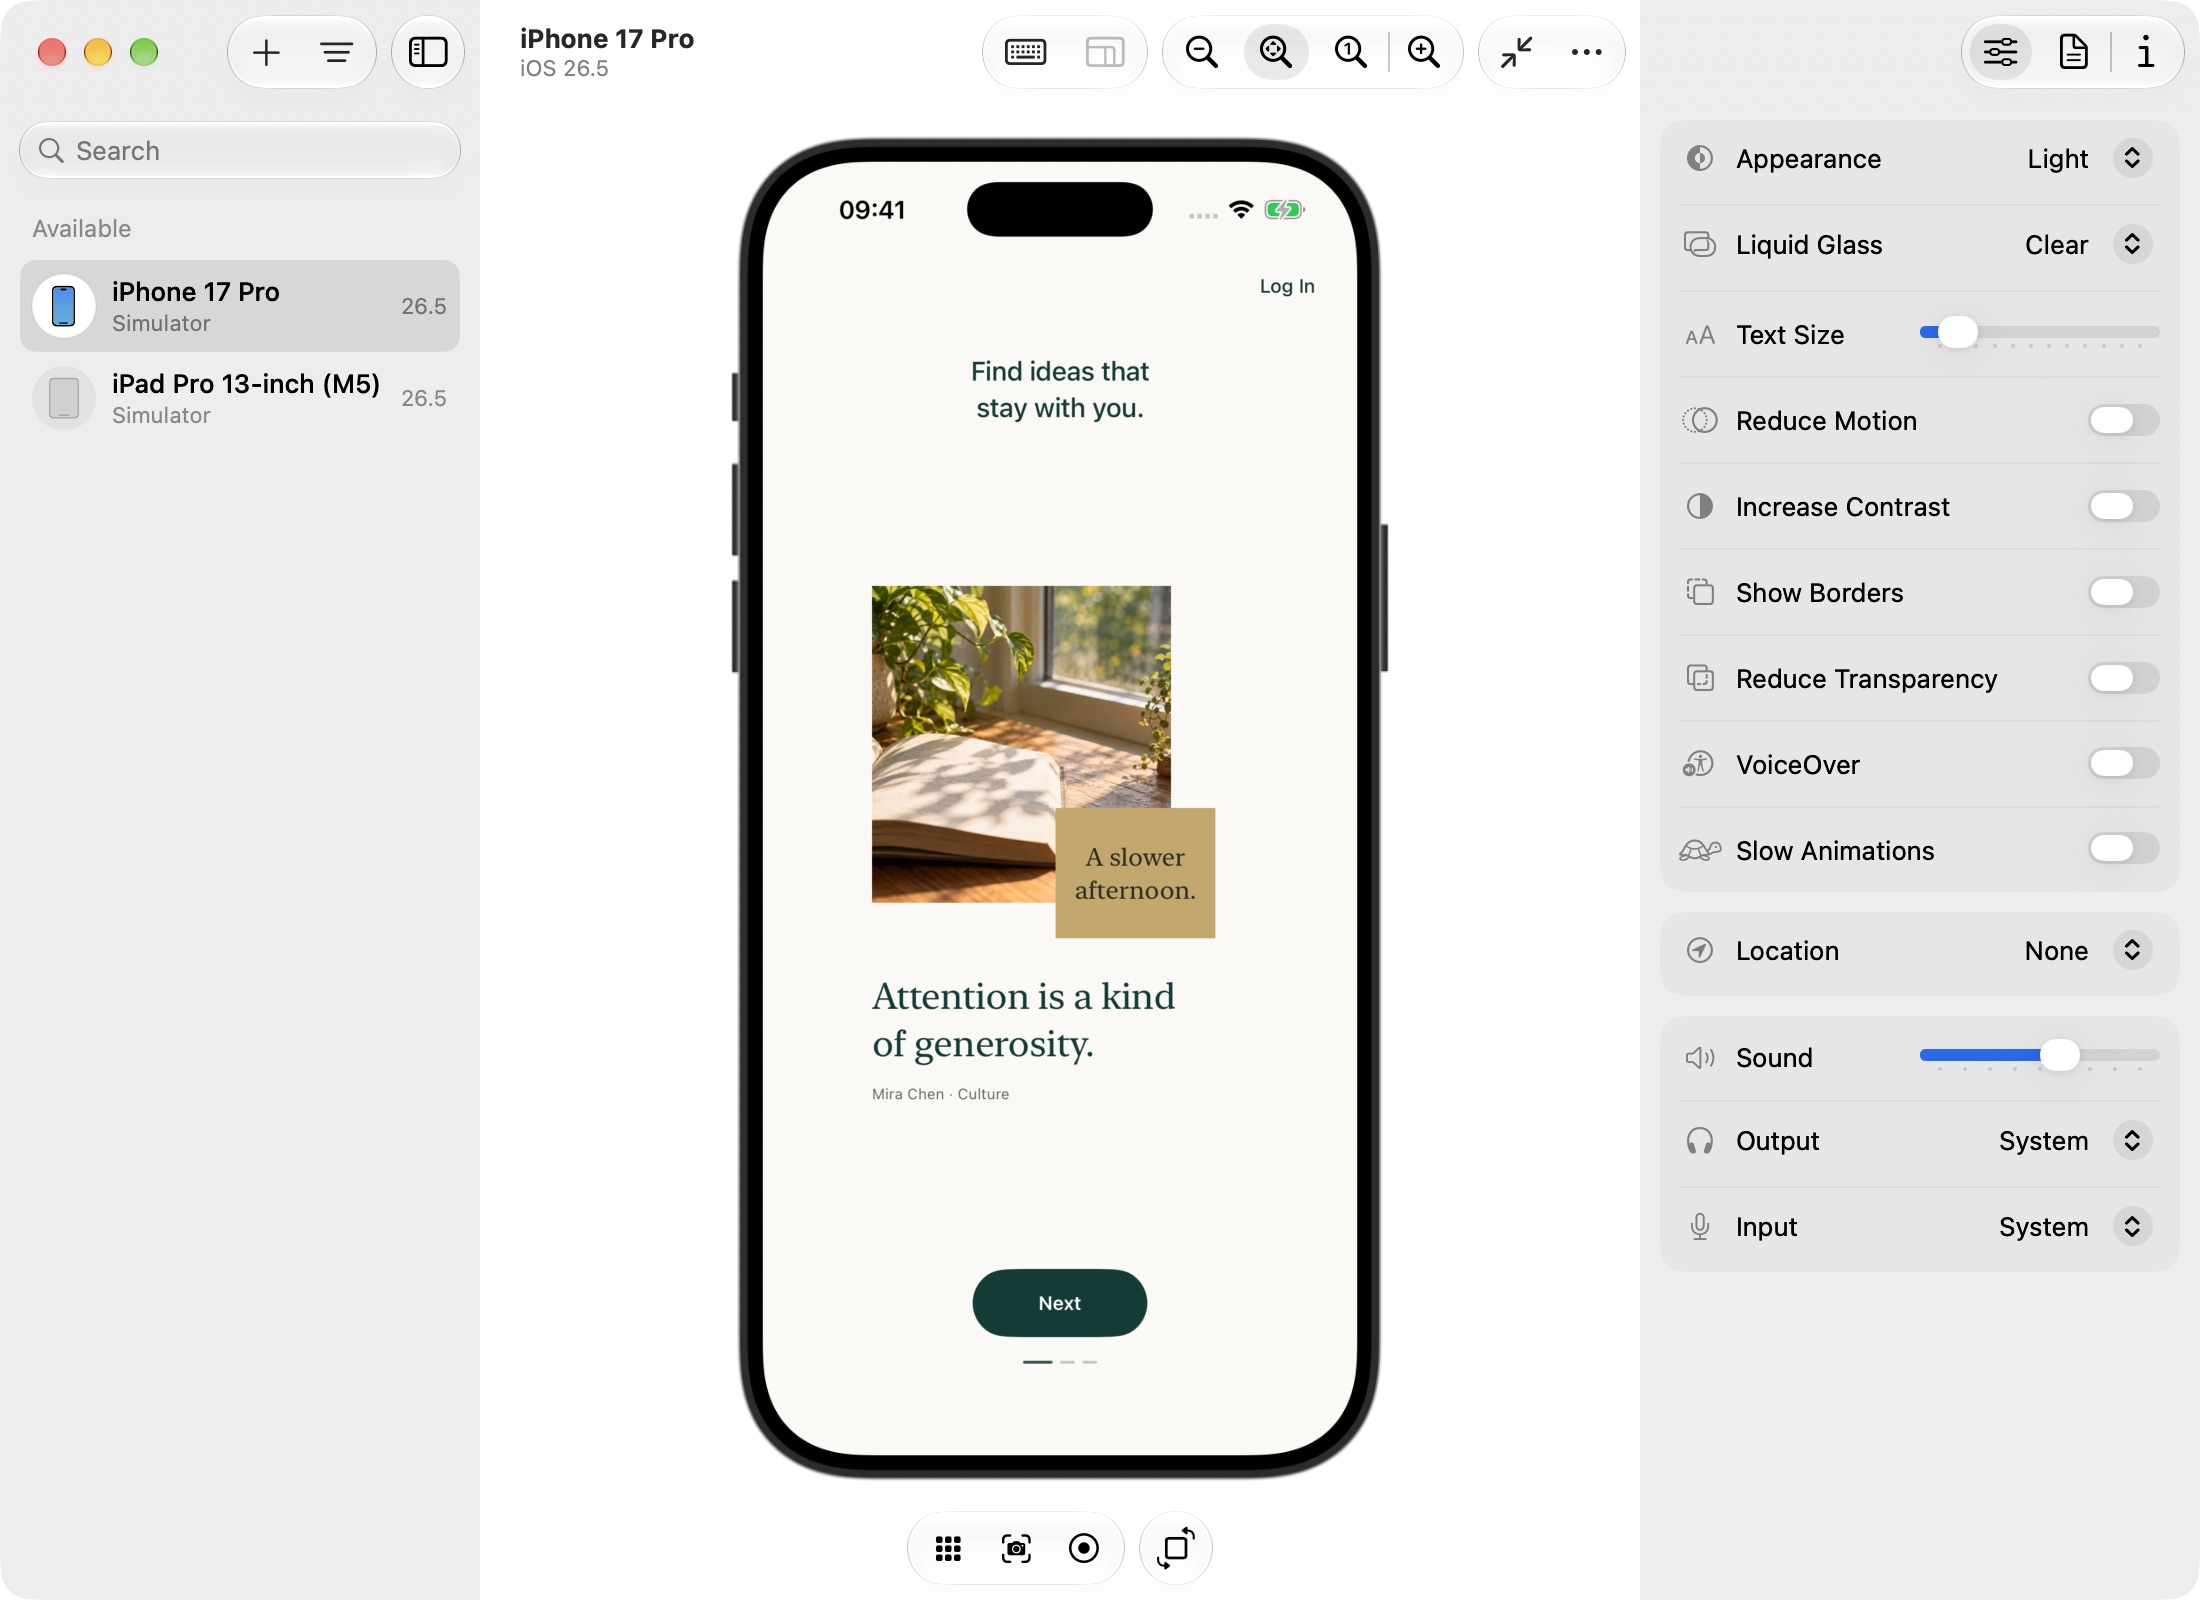 iPhone 17 Pro
iOS 26.5
Search
Available
iPhone 17 Pro
Simulator
26.5
iPad Pro 13-inch (M5)
Simulator
26.5
09:41
Log In
Find ideas that
stay with you.
A slower
afternoon.
Attention is a kind
of generosity.
Mira Chen · Culture
Next
Appearance
Light
Liquid Glass
Clear
AA
Text Size
Reduce Motion
Increase Contrast
Show Borders
Reduce Transparency
VoiceOver
Slow Animations
Location
None
Sound
Output
System
Input
System